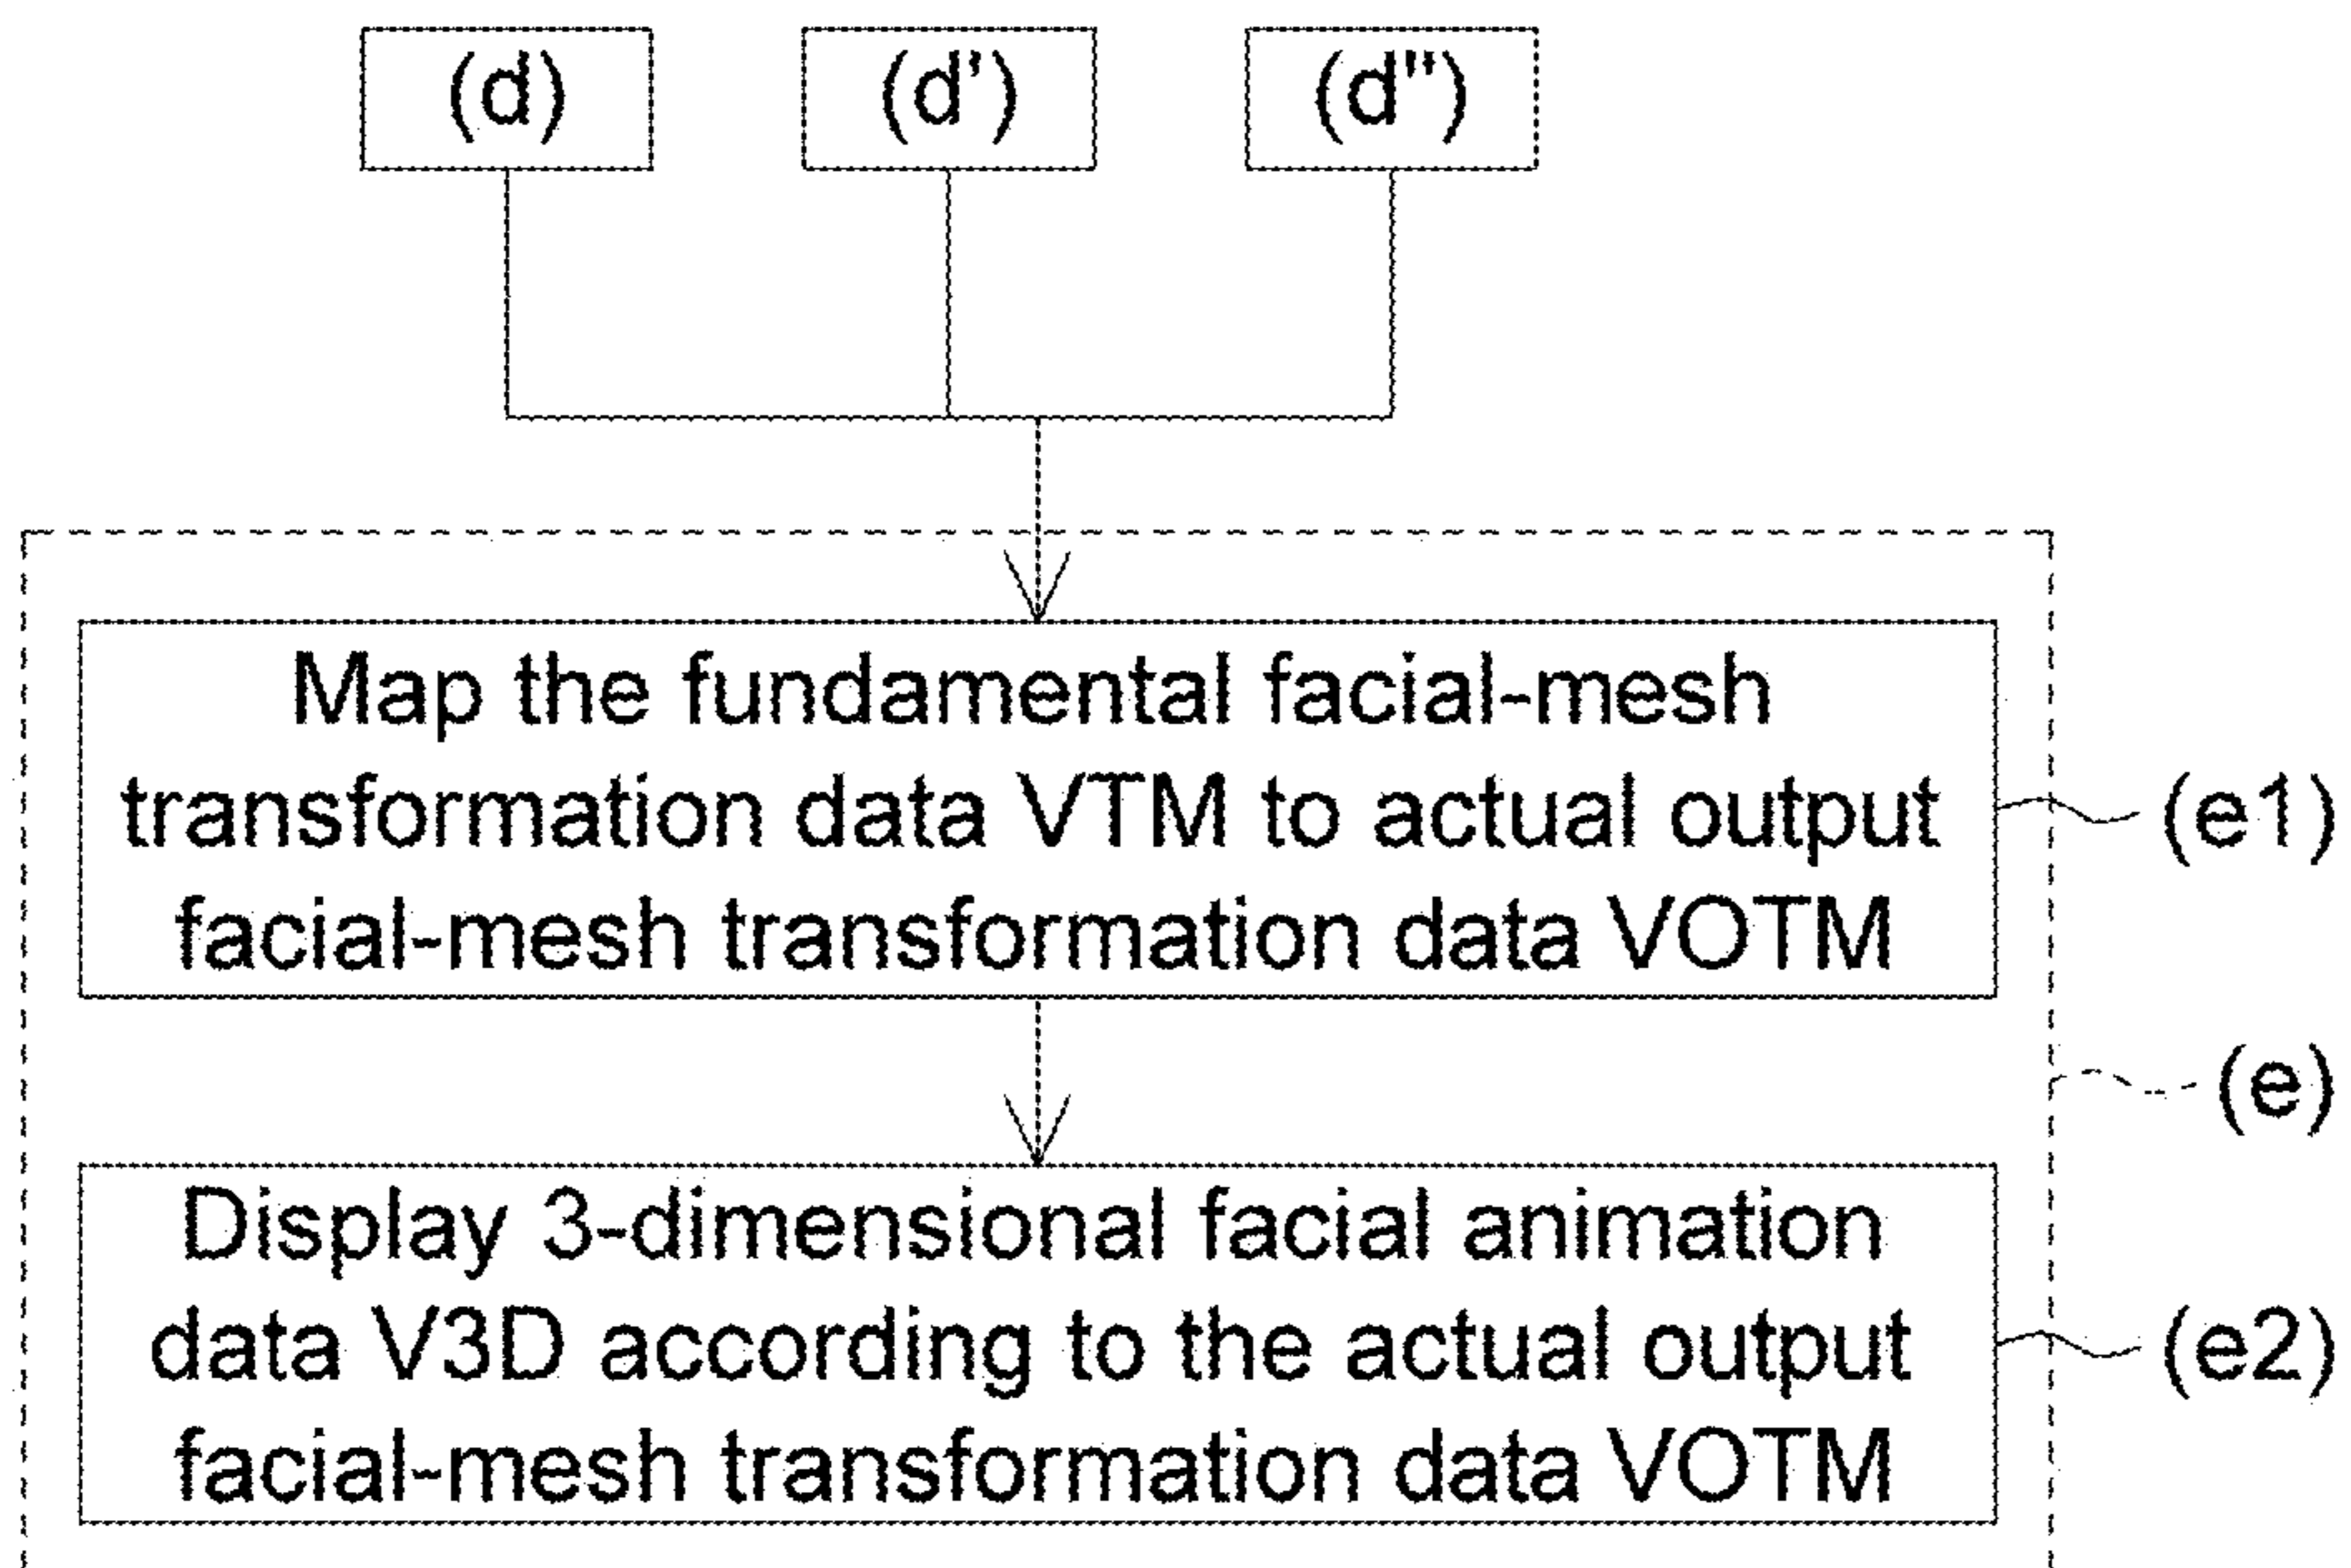 (d) (d') (d")
Map the fundamental facial-mesh
transformation data VTM to actual output
facial-mesh transformation data VOTM
(e1)
(e)
Display 3-dimensional facial animation
data V3D according to the actual output
facial-mesh transformation data VOTM
(e2)